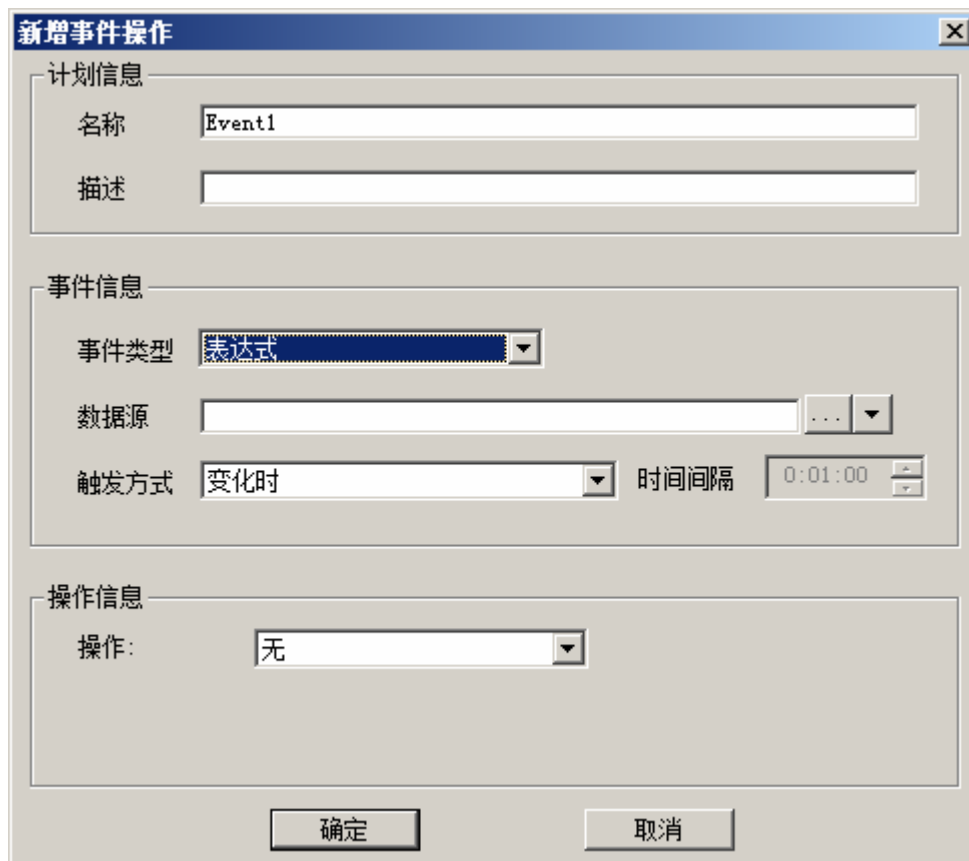 新增事件操作
计划信息
名称 Event1
描述
事件信息
事件类型 表达式
数据源 ...
触发方式 变化时 时间间隔 0:01:00
操作信息
操作: 无
确定 取消